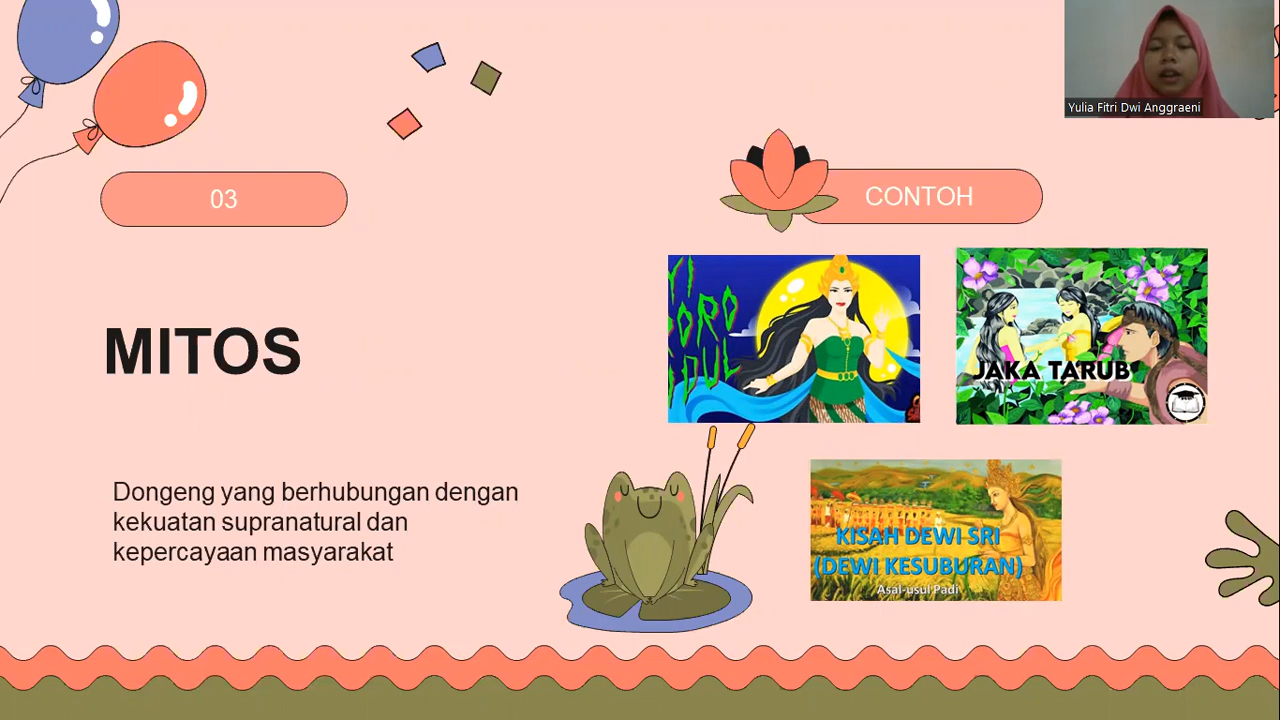 Yulia Fitri Dwi Anggraeni
03
CONTOH
MITOS
JAKA TARUB
Dongeng yang berhubungan dengan
kekuatan supranatural dan
kepercayaan masyarakat
KISAH DEWI SRI
(DEWI KESUBURAN)
Asal-usul Padi